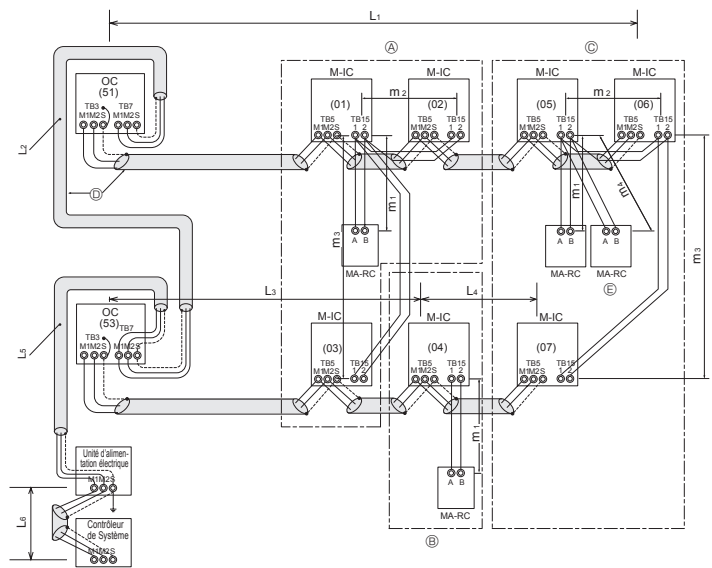 L1
Ⓐ
Ⓒ
OC
(51)
TB3
TB7
M1M2S
M1M2S
M-IC
(01)
TB5
M1M2S
TB15
1 2
m2
M-IC
(02)
TB5
M1M2S
TB15
1 2
M-IC
(05)
TB5
M1M2S
TB15
1 2
m2
M-IC
(06)
TB5
M1M2S
TB15
1 2
L2
Ⓓ
m1
m3
A B
MA-RC
m1
m4
A B
MA-RC
A B
MA-RC
Ⓔ
m3
L3
L4
OC
(53)
TB3
TB7
M1M2S
M1M2S
M-IC
(03)
TB5
M1M2S
TB15
1 2
M-IC
(04)
TB5
M1M2S
TB15
1 2
M-IC
(07)
TB5
M1M2S
TB15
1 2
L5
m1
A B
MA-RC
Ⓑ
Unité d'alimen-
tation électrique
M1M2S
L6
Contrôleur
de Système
M1M2S